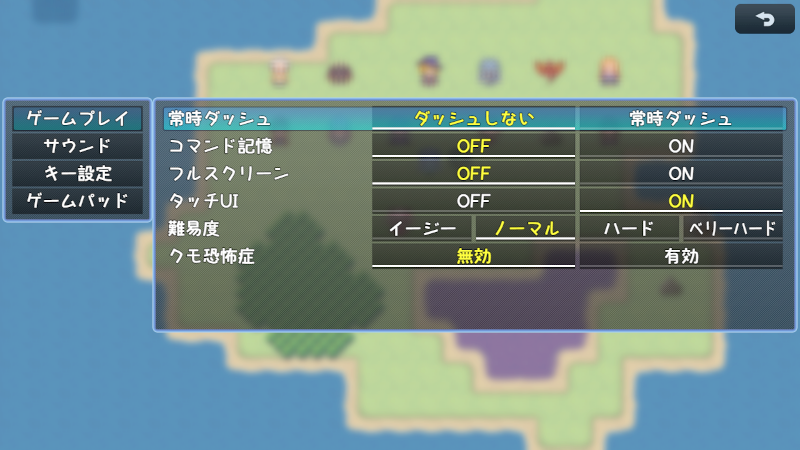 ゲームプレイ
サウンド
キー設定
ゲームパッド
常時ダッシュ ダッシュしない 常時ダッシュ
コマンド記憶 OFF ON
フルスクリーン OFF ON
タッチUI OFF ON
難易度 イージー ノーマル ハード ベリーハード
クモ恐怖症 無効 有効